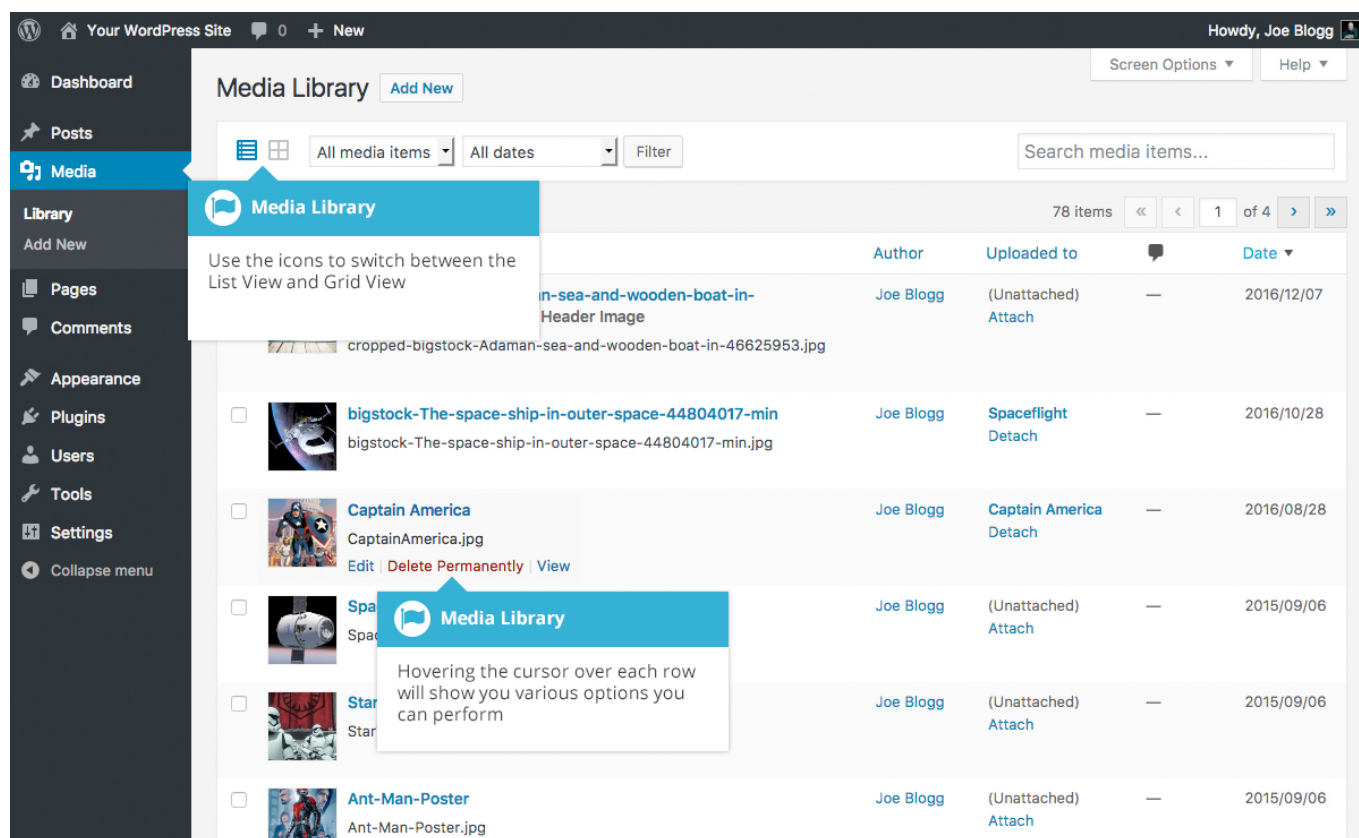 Your WordPress Site 0 + New
Howdy, Joe Blogg
Dashboard
Posts
Media
Library
Add New
Pages
Comments
Appearance
Plugins
Users
Tools
Settings
Collapse menu
Screen Options ▼ Help ▼
Media Library Add New
All media items All dates Filter Search media items...
Media Library
Use the icons to switch between the
List View and Grid View
78 items « ‹ 1 of 4 › »
Author Uploaded to Date ▼
n-sea-and-wooden-boat-in- Joe Blogg (Unattached) — 2016/12/07
Header Image Attach
cropped-bigstock-Adaman-sea-and-wooden-boat-in-46625953.jpg
bigstock-The-space-ship-in-outer-space-44804017-min Joe Blogg Spaceflight — 2016/10/28
bigstock-The-space-ship-in-outer-space-44804017-min.jpg Detach
Captain America Joe Blogg Captain America — 2016/08/28
CaptainAmerica.jpg Detach
Edit | Delete Permanently | View
Spa Joe Blogg (Unattached) — 2015/09/06
Spac Attach
Media Library
Hovering the cursor over each row
will show you various options you
can perform
Star Joe Blogg (Unattached) — 2015/09/06
Star Attach
Ant-Man-Poster Joe Blogg (Unattached) — 2015/09/06
Ant-Man-Poster.jpg Attach